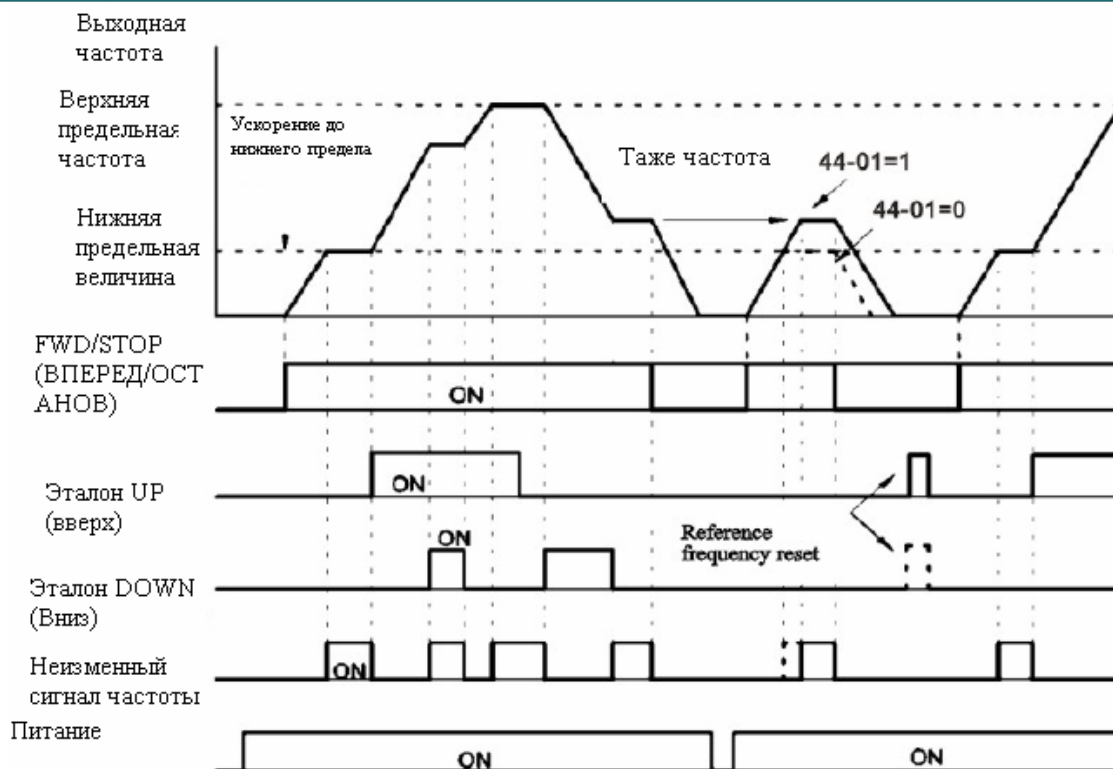 Выходная
частота
Верхняя
предельная
частота
Ускорение до
нижнего предела
Таже частота
44-01=1
44-01=0
Нижняя
предельная
величина
FWD/STOP
(ВПЕРЕД/ОСТ
АНОВ)
ON
Эталон UP
(вверх)
ON
Reference
frequency reset
ON
Эталон DOWN
(Вниз)
Неизменный
сигнал частоты
ON
Питание
ON
ON